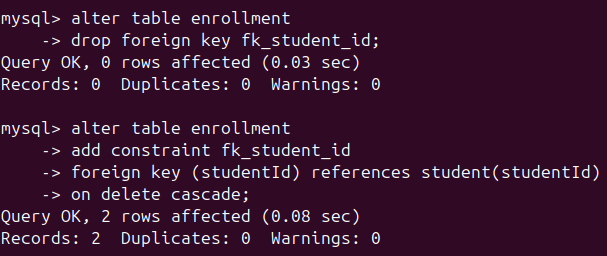 mysql> alter table enrollment
    -> drop foreign key fk_student_id;
Query OK, 0 rows affected (0.03 sec)
Records: 0  Duplicates: 0  Warnings: 0

mysql> alter table enrollment
    -> add constraint fk_student_id
    -> foreign key (studentId) references student(studentId)
    -> on delete cascade;
Query OK, 2 rows affected (0.08 sec)
Records: 2  Duplicates: 0  Warnings: 0